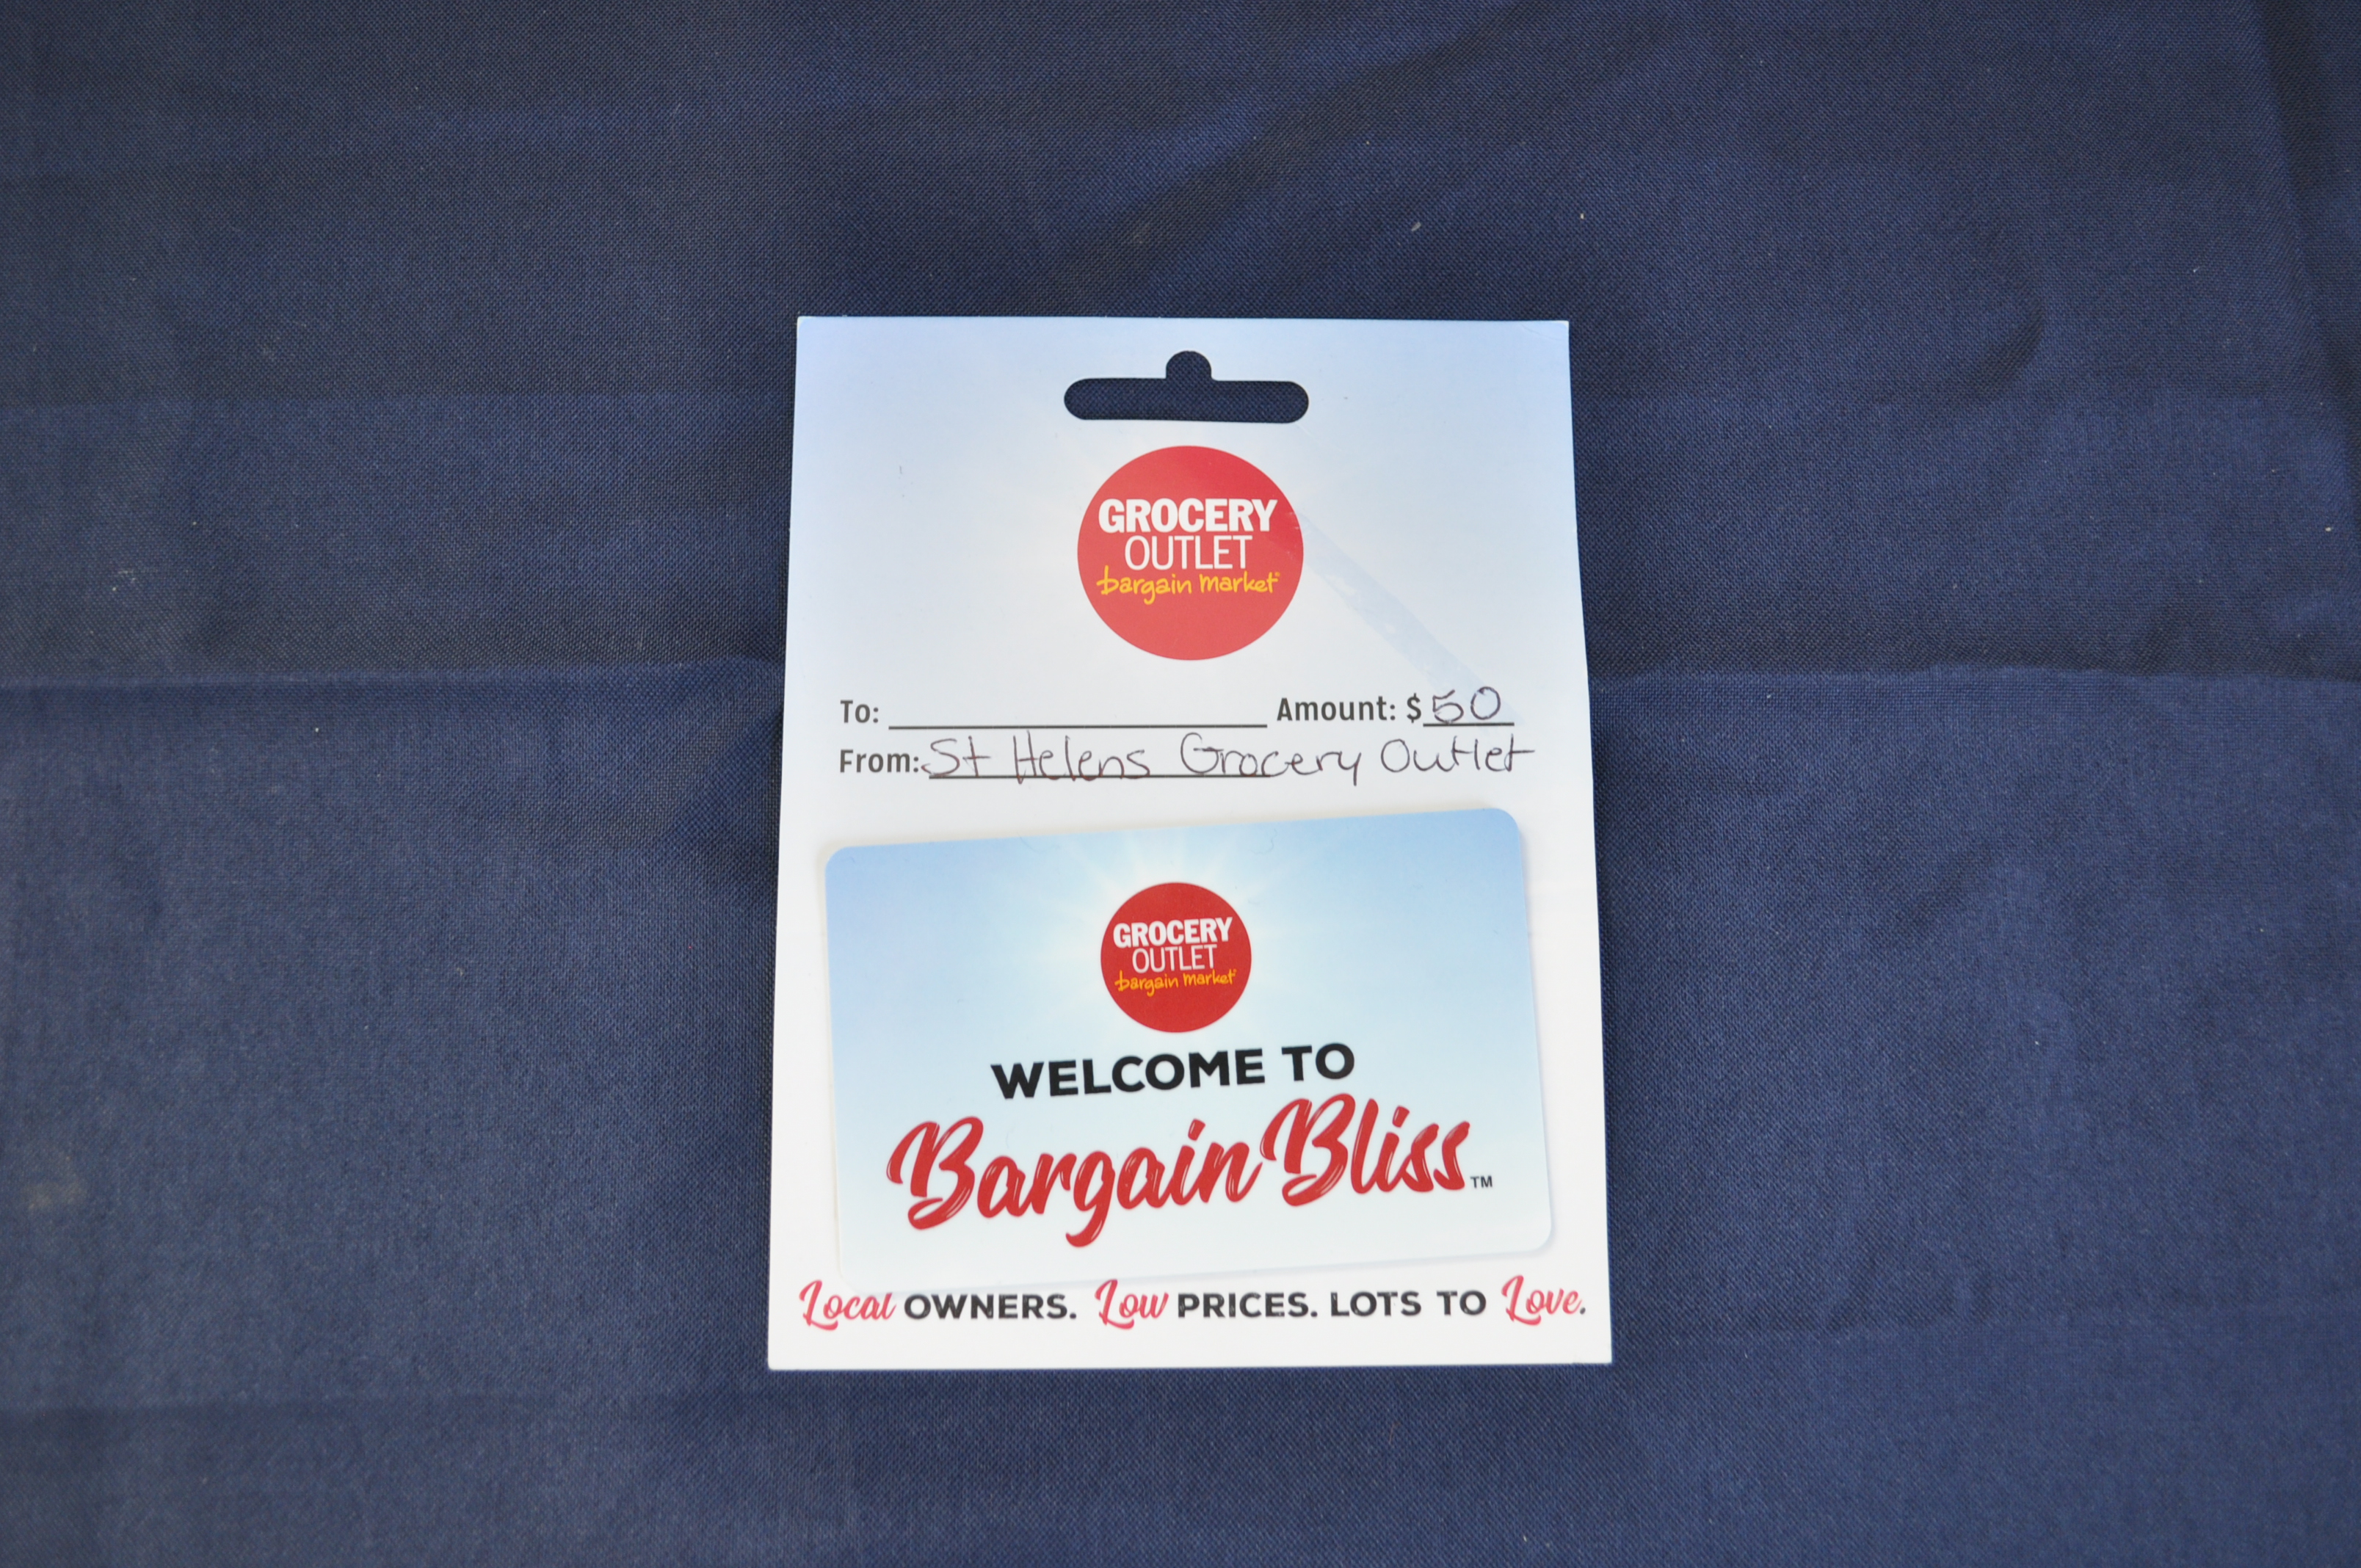 GROCERY
OUTLET
bargain market
To: Amount: $50
From: St Helens Grocery Outlet
GROCERY
OUTLET
bargain market
WELCOME TO
Bargain Bliss™
Local OWNERS. Low PRICES. LOTS TO Love.